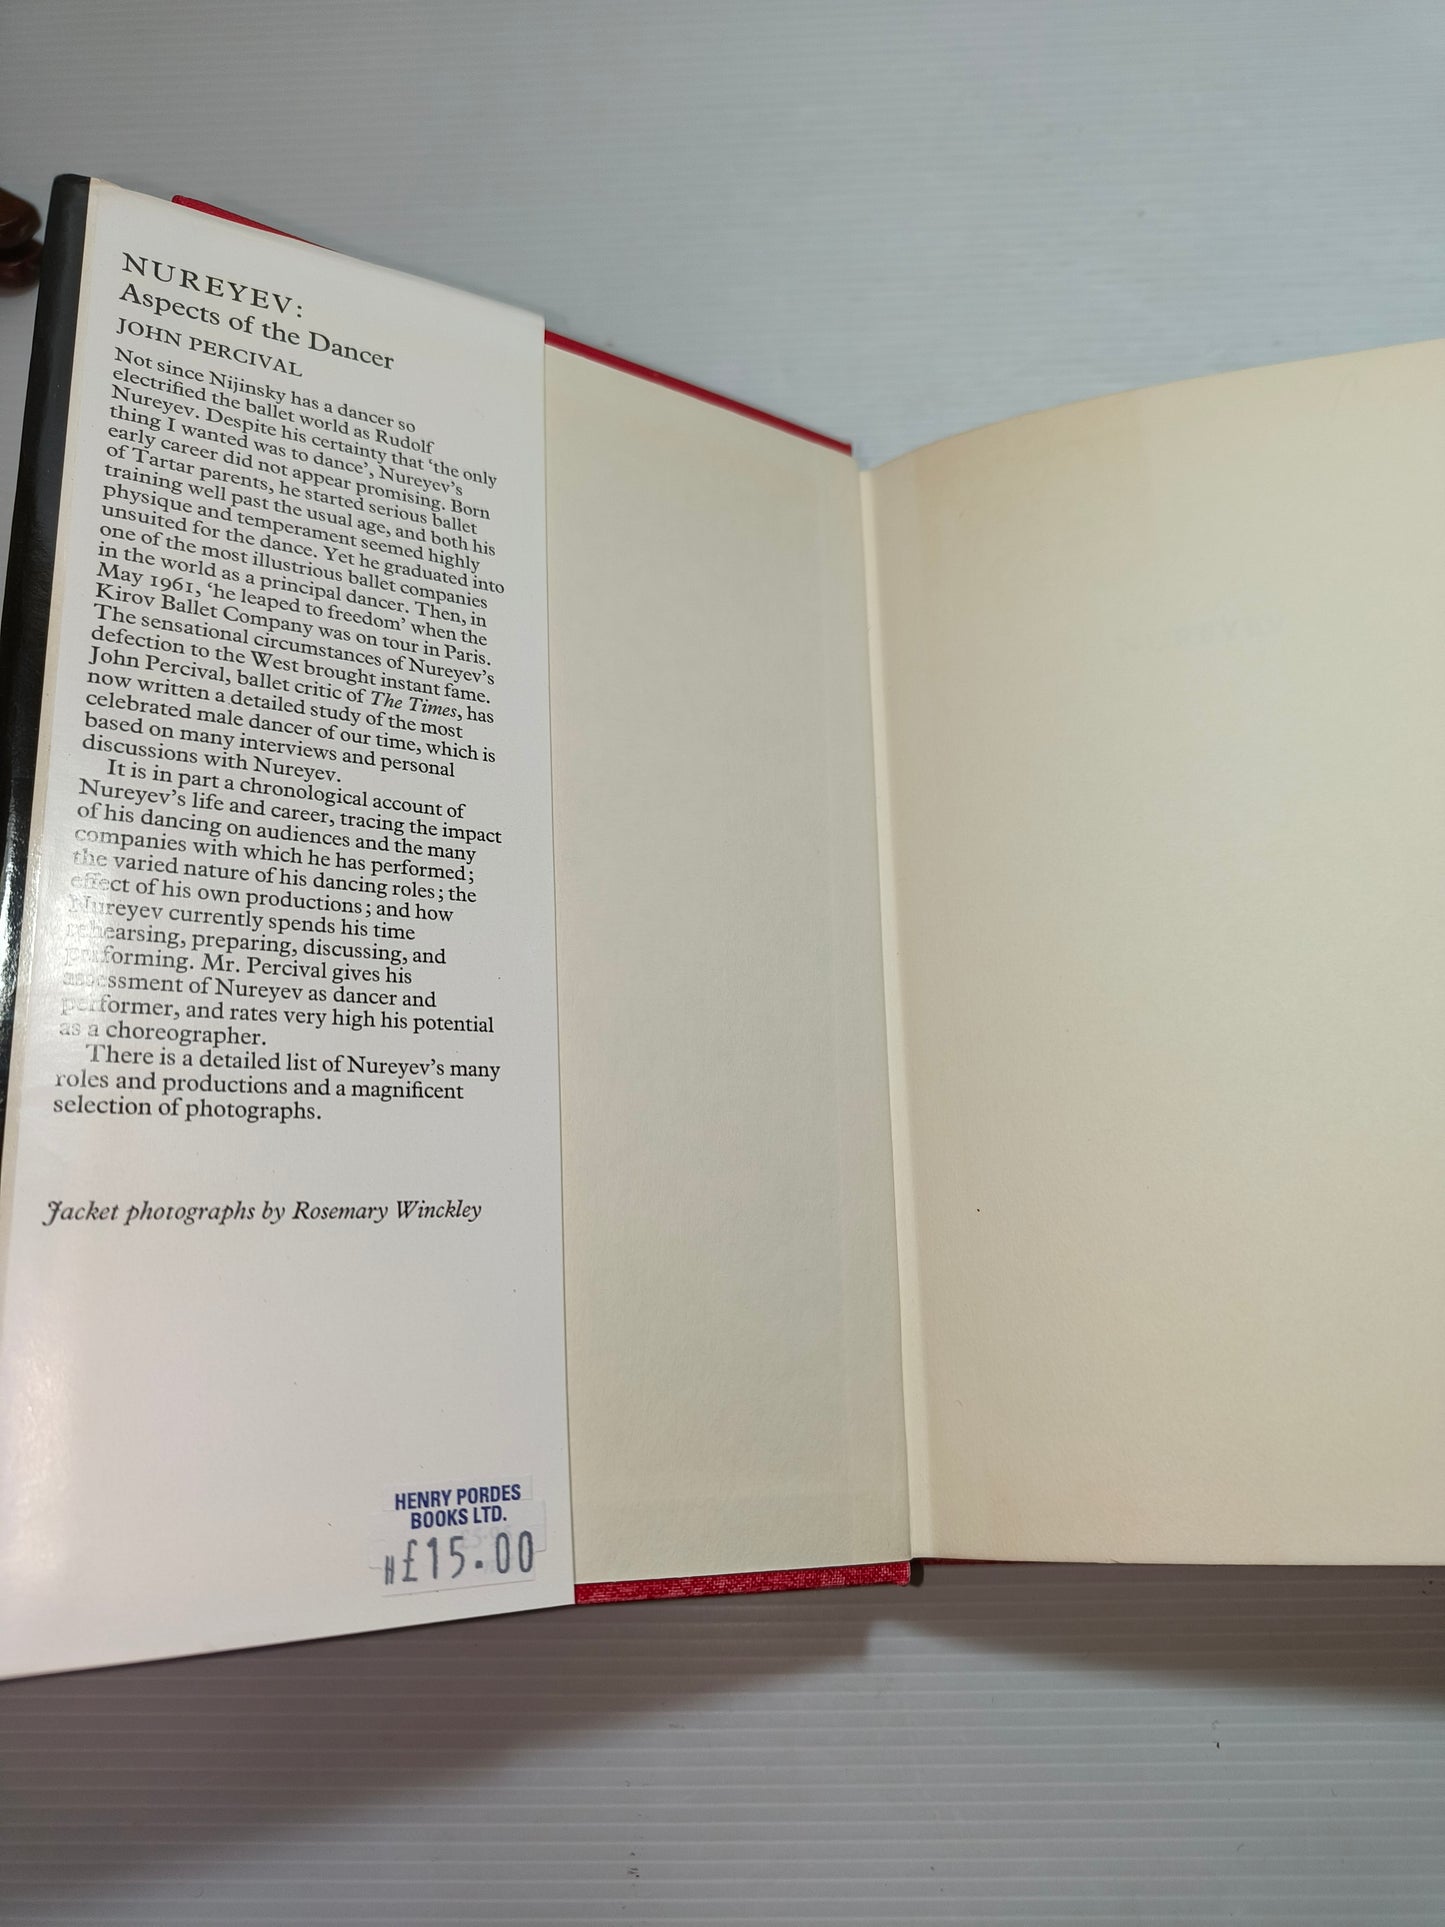 NUREYEV:
Aspects of the Dancer
JOHN PERCIVAL
Not since Nijinsky has a dancer so
electrified the ballet world as Rudolf
Nureyev. Despite his certainty that ‘the only
thing I wanted was to dance’, Nureyev’s
early career did not appear promising. Born
of Tartar parents, he started serious ballet
training well past the usual age, and both his
physique and temperament seemed highly
unsuited for the dance. Yet he graduated into
one of the most illustrious ballet companies
in the world as a principal dancer. Then, in
May 1961, ‘he leaped to freedom’ when the
Kirov Ballet Company was on tour in Paris.
The sensational circumstances of Nureyev’s
defection to the West brought instant fame.
John Percival, ballet critic of The Times, has
now written a detailed study of the most
celebrated male dancer of our time, which is
based on many interviews and personal
discussions with Nureyev.
It is in part a chronological account of
Nureyev’s life and career, tracing the impact
of his dancing on audiences and the many
companies with which he has performed;
the varied nature of his dancing roles; the
effect of his own productions; and how
Nureyev currently spends his time
rehearsing, preparing, discussing, and
performing. Mr. Percival gives his
assessment of Nureyev as dancer and
performer, and rates very high his potential
as a choreographer.
There is a detailed list of Nureyev’s many
roles and productions and a magnificent
selection of photographs.
Jacket photographs by Rosemary Winckley
HENRY PORDES
BOOKS LTD.
H£15.00